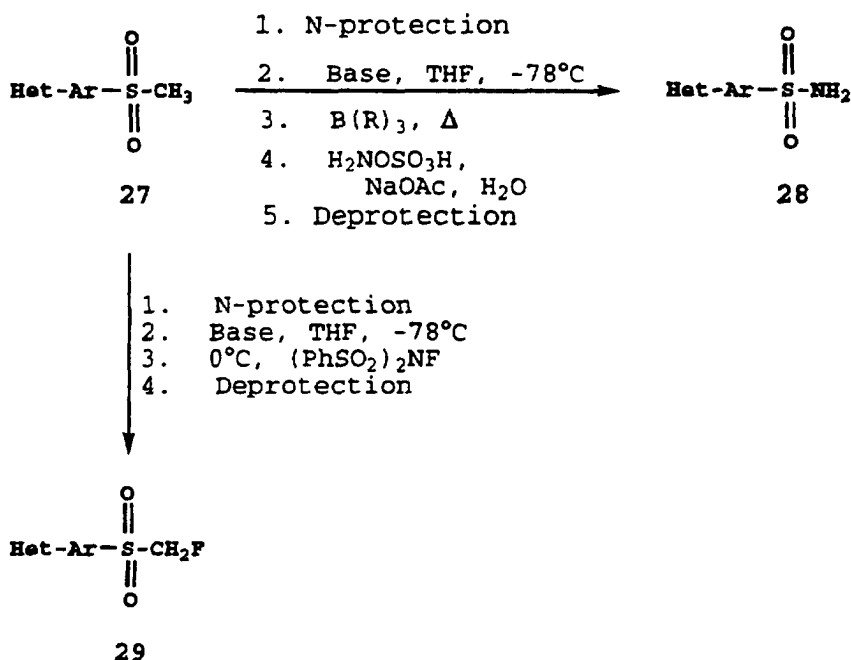 1. N-protection
2. Base, THF, -78°C
3. B(R)₃, Δ
4. H₂NOSO₃H,
NaOAc, H₂O
5. Deprotection
O
Het-Ar-S-CH₃
O
27
O
Het-Ar-S-NH₂
O
28
1. N-protection
2. Base, THF, -78°C
3. 0°C, (PhSO₂)₂NF
4. Deprotection
O
Het-Ar-S-CH₂F
O
29